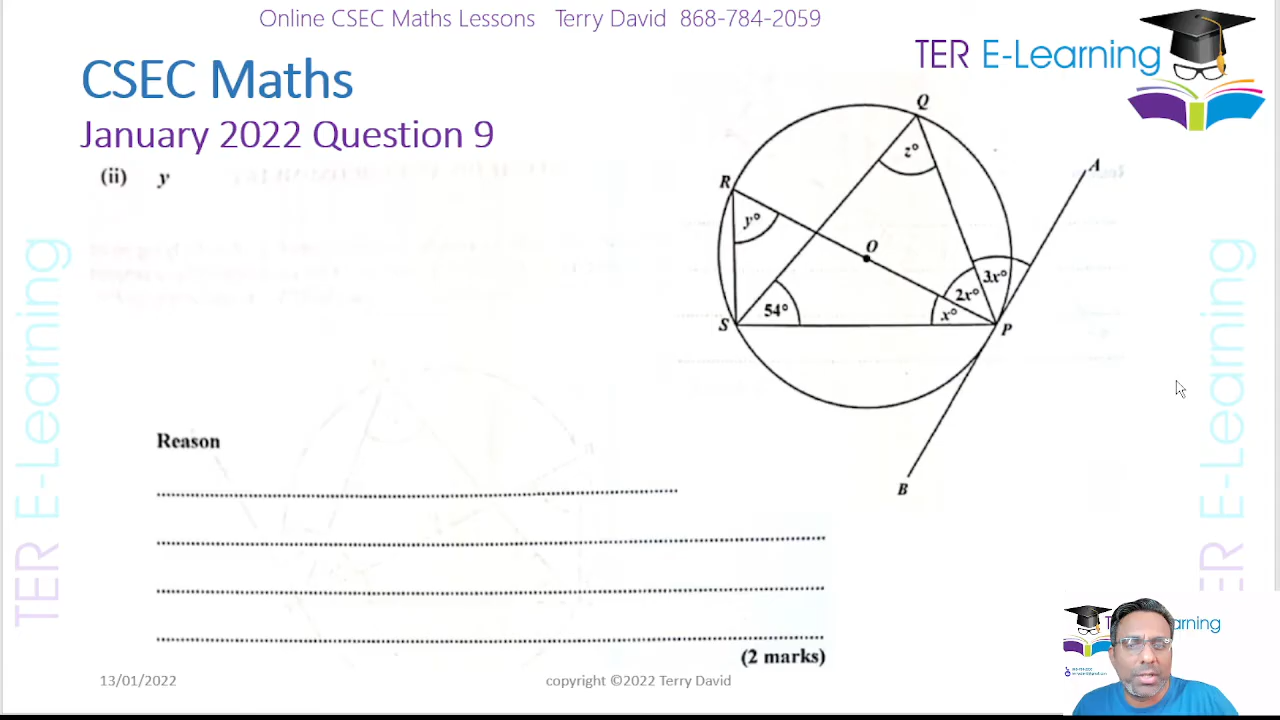 Online CSEC Maths Lessons Terry David 868-784-2059
TER E-Learning
CSEC Maths
January 2022 Question 9
(ii) y
Q
z°
A
R
y°
O
3x°
2x°
x°
54°
S
P
B
Reason
(2 marks)
TER E-Learning
TER E-Learning
13/01/2022
copyright ©2022 Terry David